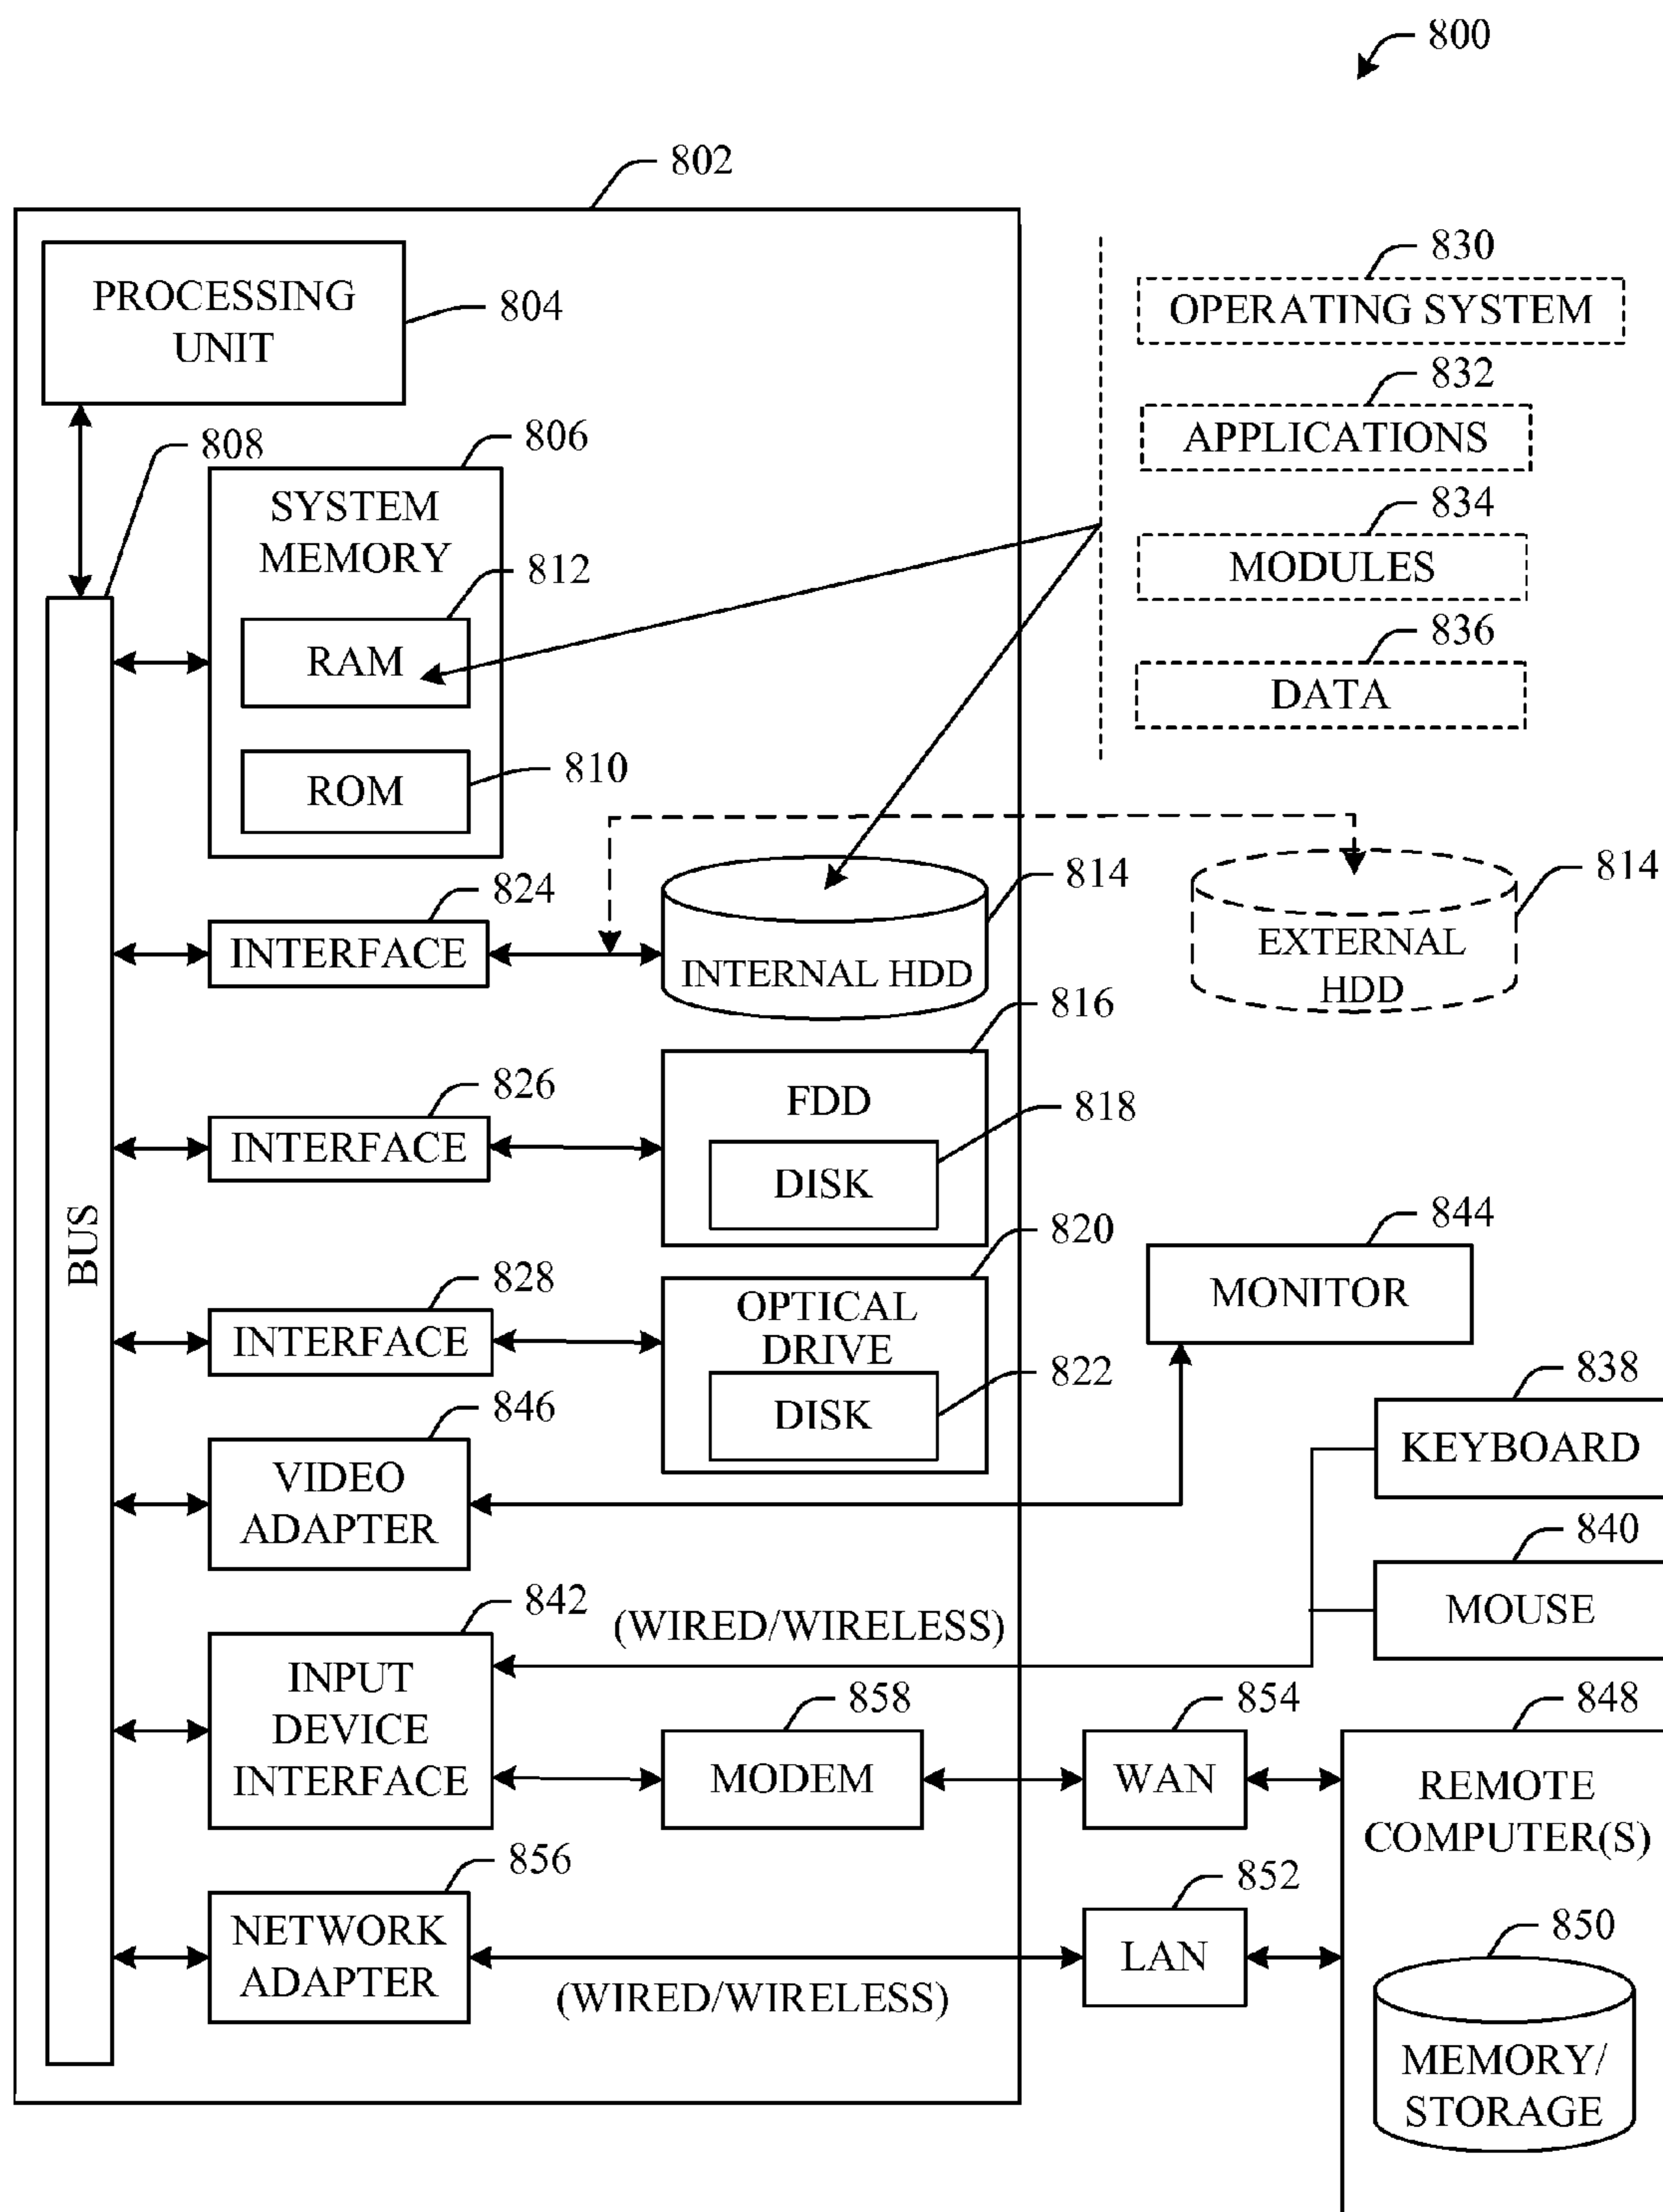 800
802
PROCESSING
UNIT
804
830
OPERATING SYSTEM
832
APPLICATIONS
834
MODULES
836
DATA
808
806
SYSTEM
MEMORY
812
RAM
ROM
810
824
INTERFACE
814
INTERNAL HDD
814
EXTERNAL
HDD
816
826
INTERFACE
FDD
818
DISK
BUS
820
828
INTERFACE
OPTICAL
DRIVE
822
DISK
844
MONITOR
838
KEYBOARD
846
VIDEO
ADAPTER
840
MOUSE
842
(WIRED/WIRELESS)
INPUT
DEVICE
INTERFACE
858
MODEM
854
WAN
848
REMOTE
COMPUTER(S)
856
NETWORK
ADAPTER
(WIRED/WIRELESS)
852
LAN
850
MEMORY/
STORAGE